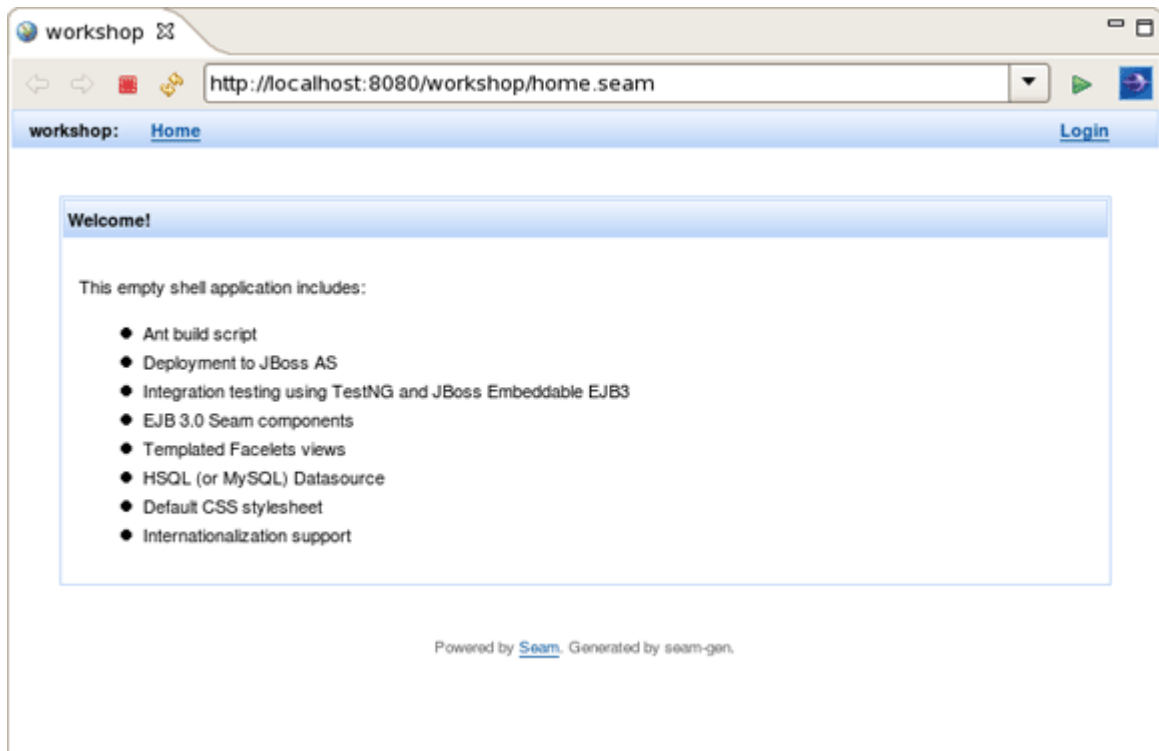 workshop
http://localhost:8080/workshop/home.seam
workshop: Home Login
Welcome!
This empty shell application includes:
Ant build script
Deployment to JBoss AS
Integration testing using TestNG and JBoss Embeddable EJB3
EJB 3.0 Seam components
Templated Facelets views
HSQL (or MySQL) Datasource
Default CSS stylesheet
Internationalization support
Powered by Seam. Generated by seam-gen.